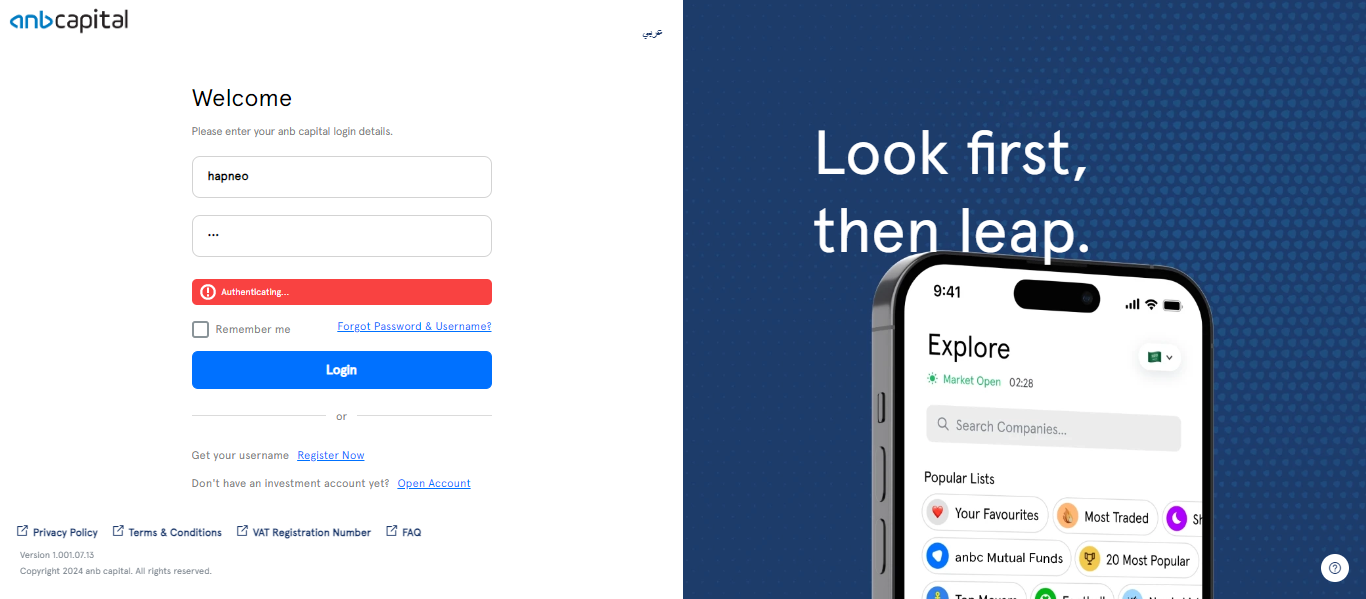 anbcapital
عربي
Welcome
Please enter your anb capital login details.
hapneo
Authenticating...
Remember me
Forgot Password & Username?
Login
or
Get your username Register Now
Don't have an investment account yet? Open Account
Privacy Policy Terms & Conditions VAT Registration Number FAQ
Version 1.001.07.13
Copyright 2024 anb capital. All rights reserved.
Look first,
then leap.
9:41
Explore
Market Open 02:28
Search Companies...
Popular Lists
Your Favourites Most Traded
anbc Mutual Funds 20 Most Popular